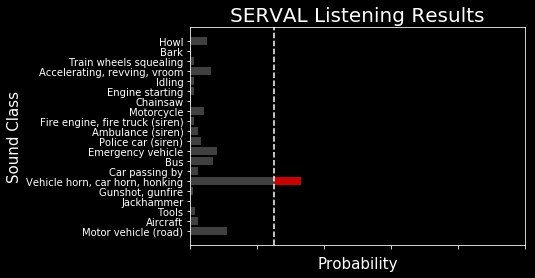 SERVAL Listening Results
Howl
Bark
Train wheels squealing
Accelerating, revving, vroom
Idling
Engine starting
Chainsaw
Motorcycle
Fire engine, fire truck (siren)
Ambulance (siren)
Police car (siren)
Emergency vehicle
Bus
Car passing by
Vehicle horn, car horn, honking
Gunshot, gunfire
Jackhammer
Tools
Aircraft
Motor vehicle (road)
Sound Class
Probability